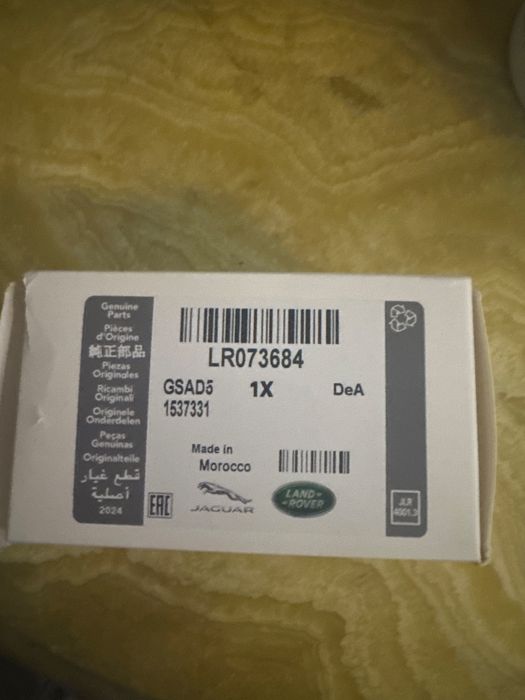 Genuine
Parts
Pièces
d'Origine
純正部品
Piezas
Originales
Ricambi
Originali
Originele
Onderdelen
Peças
Genuínas
Originalteile
قطع غيار
أصلية
2024
LR073684
GSAD5 1X DeA
1537331
Made in
Morocco
EAC
JAGUAR
LAND-
-ROVER
JLR
4001.3